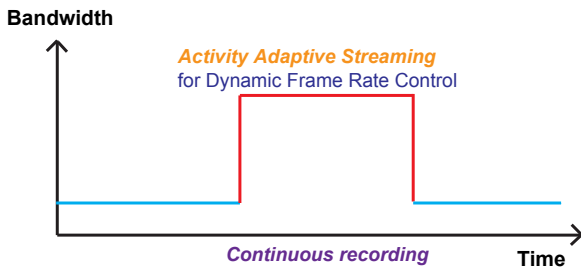 Bandwidth
Activity Adaptive Streaming
for Dynamic Frame Rate Control
Continuous recording
Time